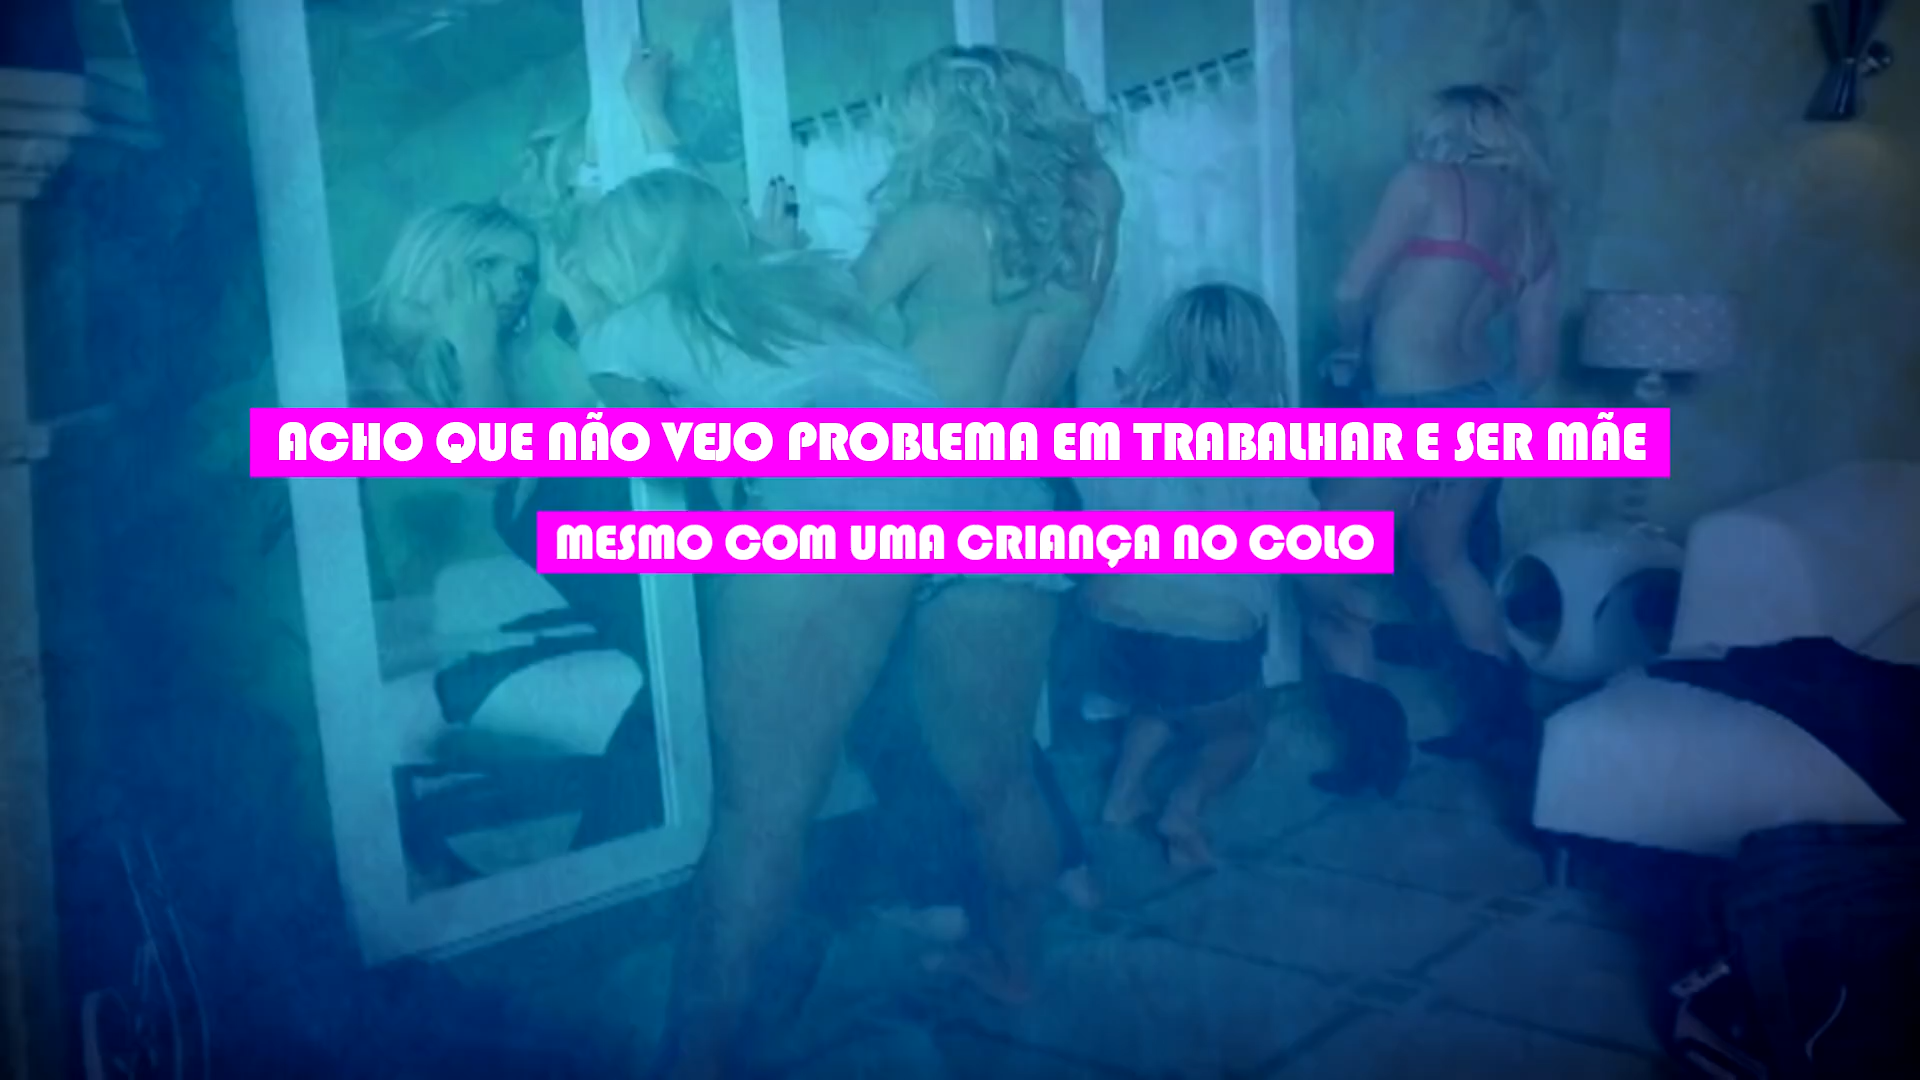 ACHO QUE NÃO VEJO PROBLEMA EM TRABALHAR E SER MÃE
MESMO COM UMA CRIANÇA NO COLO